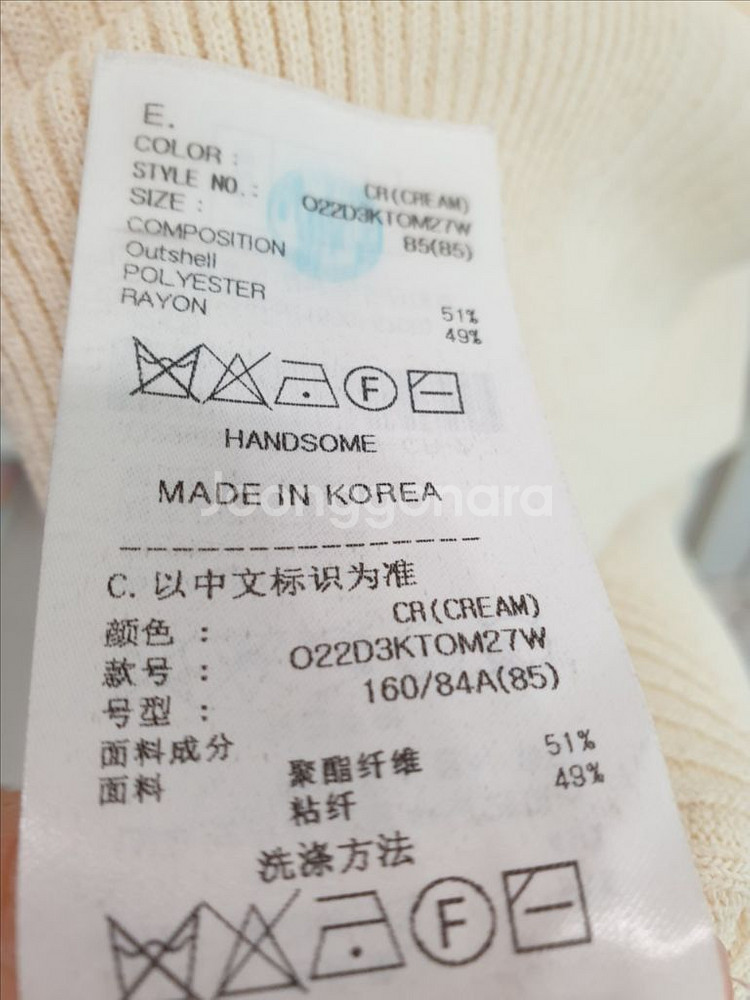 E.
COLOR : CR(CREAM)
STYLE NO.: O22D3KTOM27W
SIZE : 85(85)
COMPOSITION
Outshell
POLYESTER 51%
RAYON 49%
F
HANDSOME
MADE IN KOREA
Joonggonara
C. 以中文标识为准
颜色 : CR(CREAM)
款号 : O22D3KTOM27W
号型 : 160/84A(85)
面料成分
面料 聚酯纤维 51%
粘纤 49%
洗涤方法
F